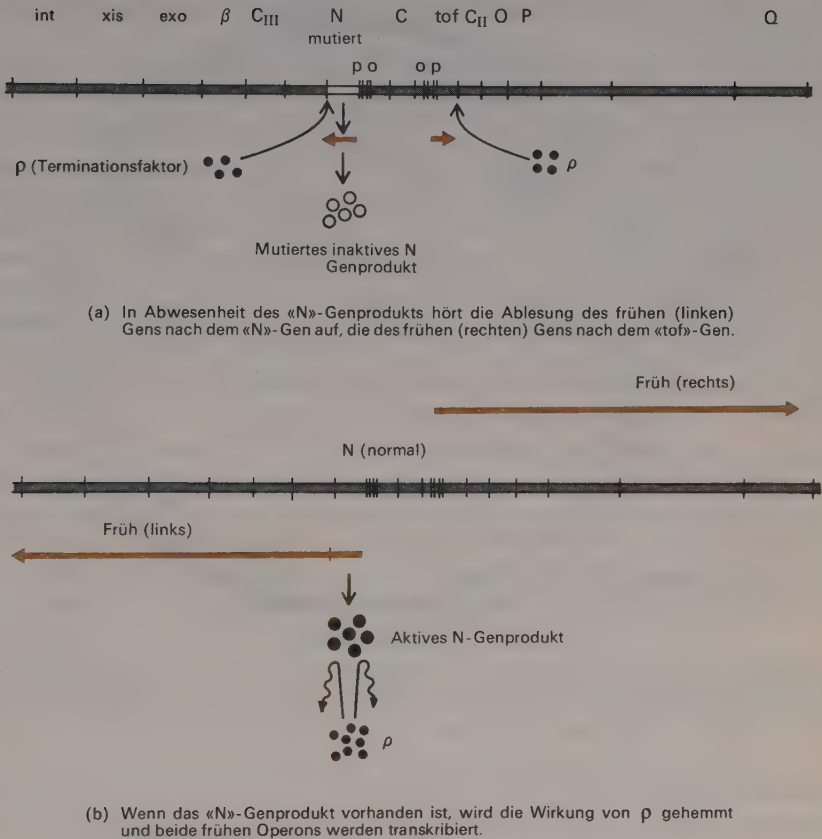 int xis exo β C_III N C tof C_II O P Q
mutiert
p o o p
ρ (Terminationsfaktor)
ρ
Mutiertes inaktives N
Genprodukt
(a) In Abwesenheit des «N»-Genprodukts hört die Ablesung des frühen (linken)
Gens nach dem «N»-Gen auf, die des frühen (rechten) Gens nach dem «tof»-Gen.
Früh (rechts)
N (normal)
Früh (links)
Aktives N-Genprodukt
ρ
(b) Wenn das «N»-Genprodukt vorhanden ist, wird die Wirkung von ρ gehemmt
und beide frühen Operons werden transkribiert.